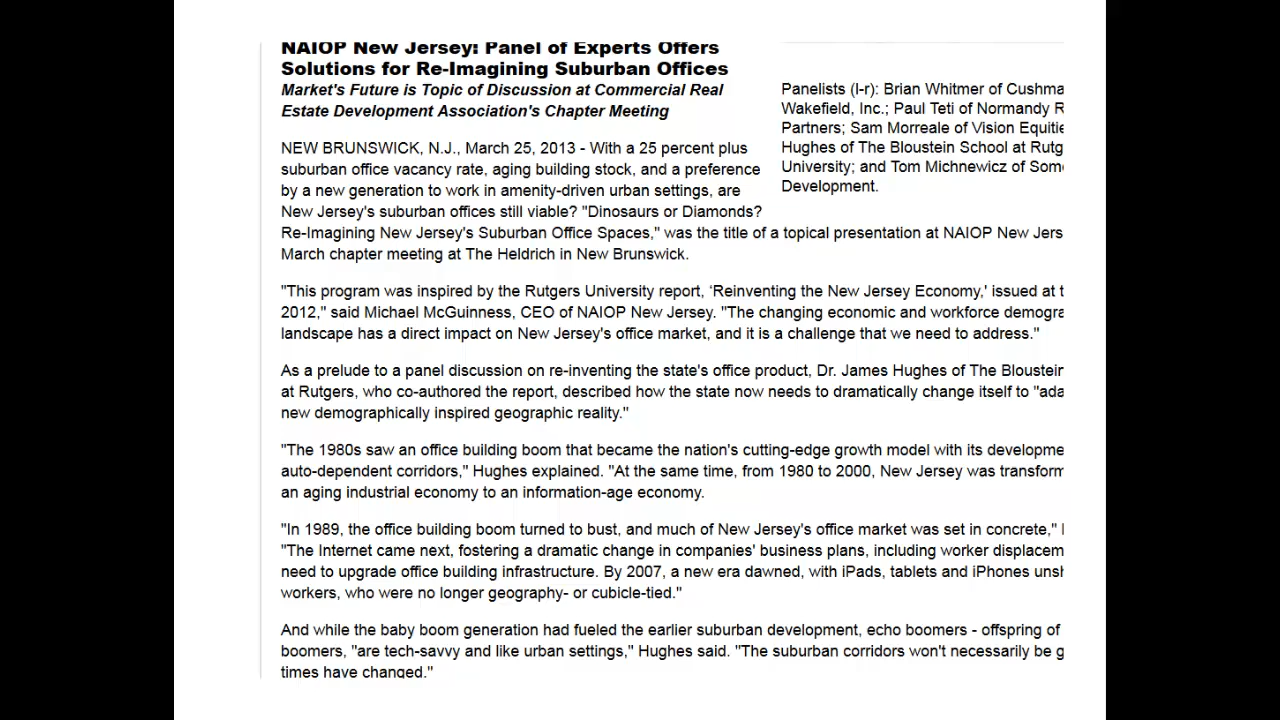 NAIOP New Jersey: Panel of Experts Offers
Solutions for Re-Imagining Suburban Offices
Market's Future is Topic of Discussion at Commercial Real
Estate Development Association's Chapter Meeting
Panelists (l-r): Brian Whitmer of Cushma
Wakefield, Inc.; Paul Teti of Normandy R
Partners; Sam Morreale of Vision Equitie
Hughes of The Bloustein School at Rutg
University; and Tom Michnewicz of Som
Development.
NEW BRUNSWICK, N.J., March 25, 2013 - With a 25 percent plus
suburban office vacancy rate, aging building stock, and a preference
by a new generation to work in amenity-driven urban settings, are
New Jersey's suburban offices still viable? "Dinosaurs or Diamonds?
Re-Imagining New Jersey's Suburban Office Spaces," was the title of a topical presentation at NAIOP New Jers
March chapter meeting at The Heldrich in New Brunswick.
"This program was inspired by the Rutgers University report, ‘Reinventing the New Jersey Economy,' issued at t
2012," said Michael McGuinness, CEO of NAIOP New Jersey. "The changing economic and workforce demogra
landscape has a direct impact on New Jersey's office market, and it is a challenge that we need to address."
As a prelude to a panel discussion on re-inventing the state's office product, Dr. James Hughes of The Bloustein
at Rutgers, who co-authored the report, described how the state now needs to dramatically change itself to "ada
new demographically inspired geographic reality."
"The 1980s saw an office building boom that became the nation's cutting-edge growth model with its developme
auto-dependent corridors," Hughes explained. "At the same time, from 1980 to 2000, New Jersey was transform
an aging industrial economy to an information-age economy.
"In 1989, the office building boom turned to bust, and much of New Jersey's office market was set in concrete,"
"The Internet came next, fostering a dramatic change in companies' business plans, including worker displacem
need to upgrade office building infrastructure. By 2007, a new era dawned, with iPads, tablets and iPhones
workers, who were no longer geography- or cubicle-tied."
And while the baby boom generation had fueled the earlier suburban development, echo boomers - offspring of
boomers, "are tech-savvy and like urban settings," Hughes said. "The suburban corridors won't necessarily be g
times have changed."